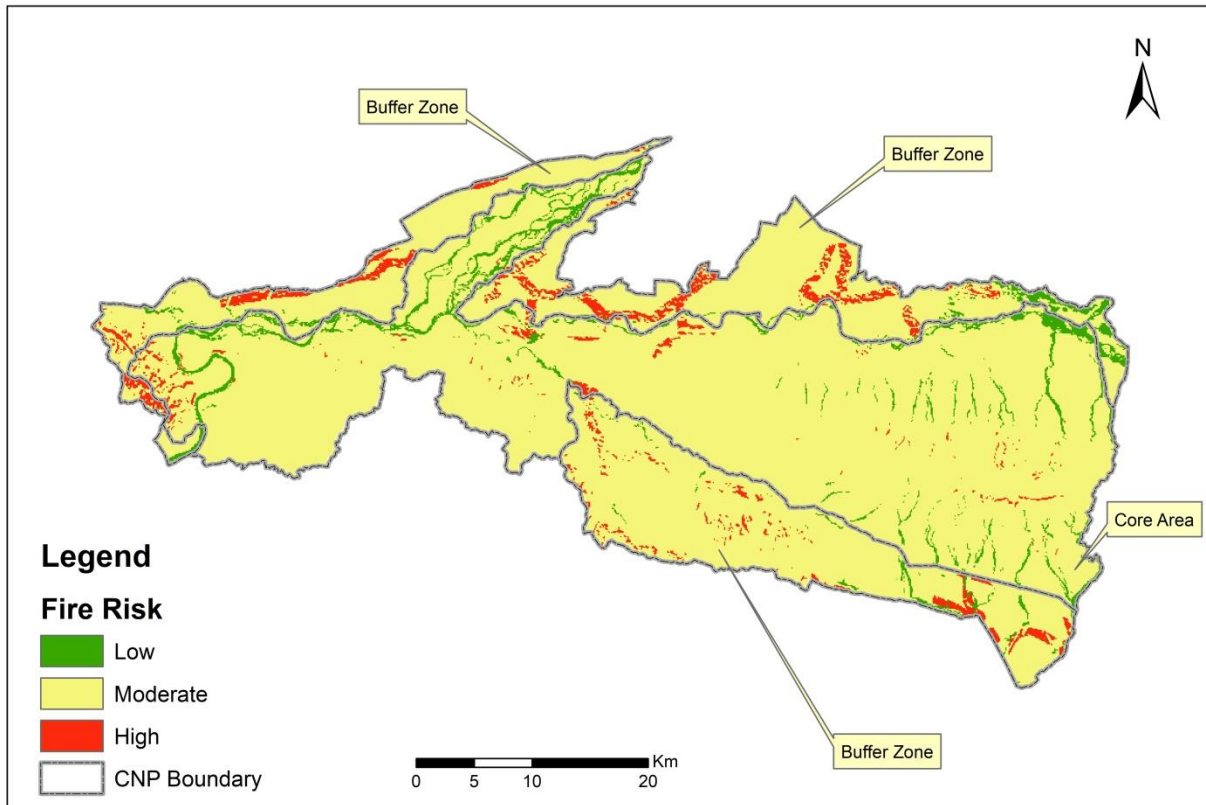 N
Buffer Zone
Buffer Zone
Core Area
Buffer Zone
Legend
Fire Risk
Low
Moderate
High
CNP Boundary
Km
0 5 10 20